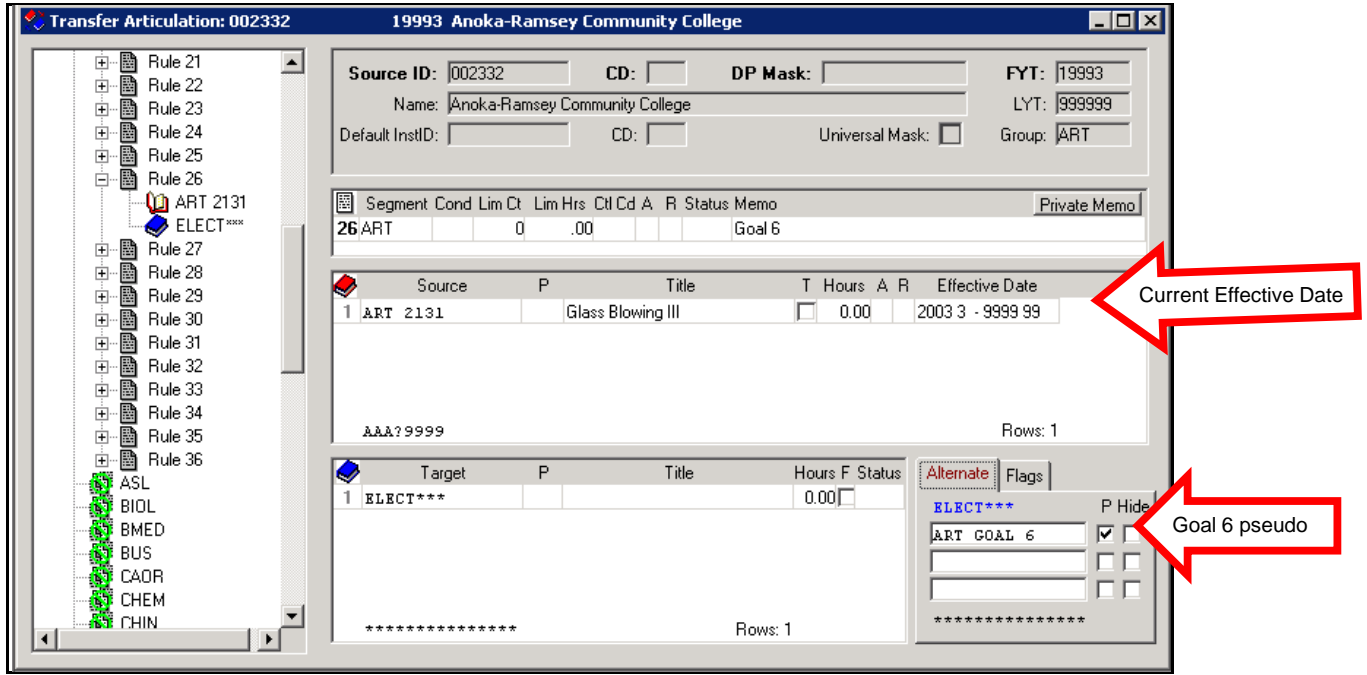 Transfer Articulation: 002332 19993 Anoka-Ramsey Community College
Rule 21
Rule 22
Rule 23
Rule 24
Rule 25
Rule 26
ART 2131
ELECT***
Rule 27
Rule 28
Rule 29
Rule 30
Rule 31
Rule 32
Rule 33
Rule 34
Rule 35
Rule 36
ASL
BIOL
BMED
BUS
CAOR
CHEM
CHIN
Source ID: 002332 CD: DP Mask: FYT: 19993
Name: Anoka-Ramsey Community College LYT: 999999
Default InstID: CD: Universal Mask: Group: ART
Segment Cond Lim Ct Lim Hrs Ctl Cd A R Status Memo Private Memo
26 ART 0 .00 Goal 6
Source P Title T Hours A R Effective Date
1 ART 2131 Glass Blowing III 0.00 2003 3 - 9999 99
AAA?9999 Rows: 1
Current Effective Date
Target P Title Hours F Status
1 ELECT*** 0.00
*************** Rows: 1
Alternate Flags
ELECT*** P Hide
ART GOAL 6
***************
Goal 6 pseudo